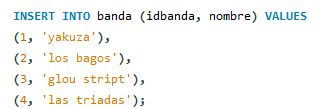 INSERT INTO banda (idbanda, nombre) VALUES
(1, 'yakuza'),
(2, 'los bagos'),
(3, 'glou stript'),
(4, 'las triadas');